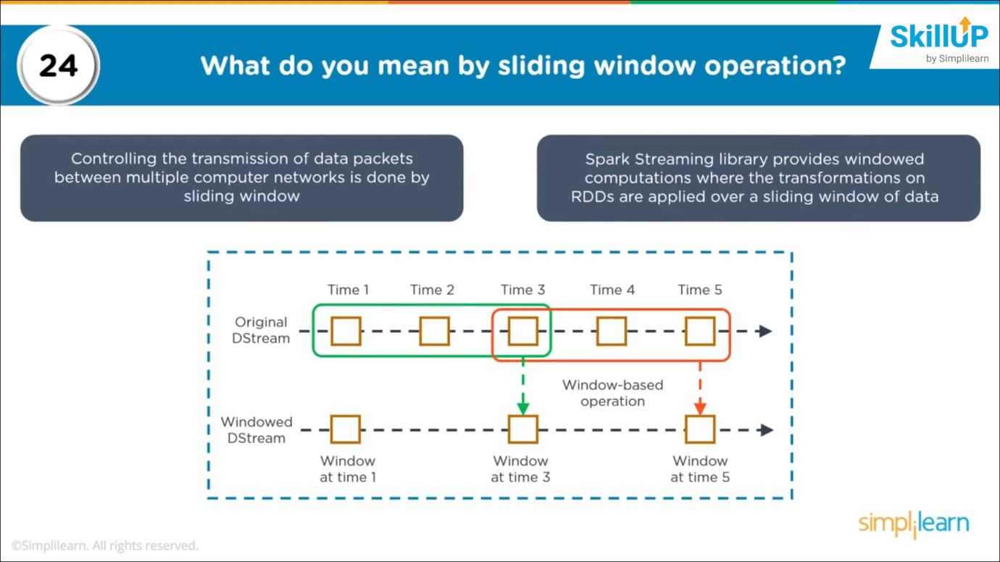 24
What do you mean by sliding window operation?
SkillUP
by Simplilearn
Controlling the transmission of data packets
between multiple computer networks is done by
sliding window
Spark Streaming library provides windowed
computations where the transformations on
RDDs are applied over a sliding window of data
Time 1
Time 2
Time 3
Time 4
Time 5
Original
DStream
Window-based
operation
Windowed
DStream
Window
at time 1
Window
at time 3
Window
at time 5
simplilearn
©Simplilearn. All rights reserved.